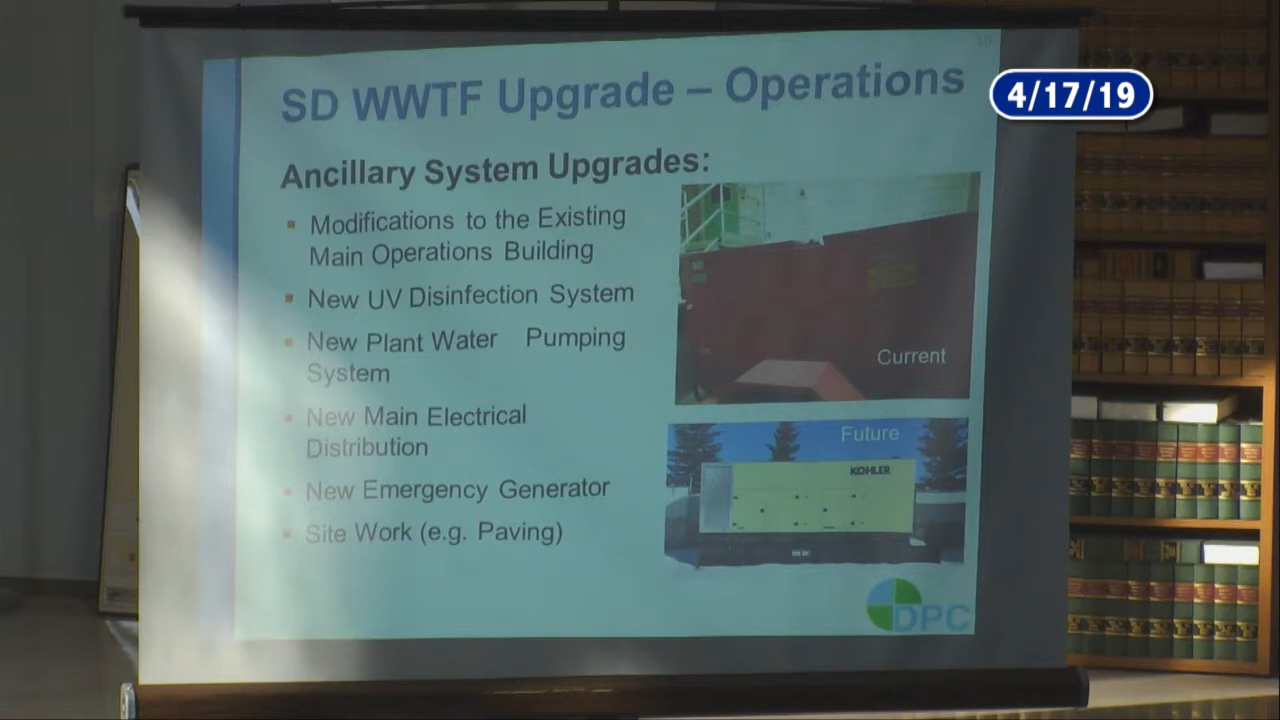 SD WWTF Upgrade – Operations
4/17/19
Ancillary System Upgrades:
▪ Modifications to the Existing
Main Operations Building
▪ New UV Disinfection System
▪ New Plant Water Pumping
System
▪ New Main Electrical
Distribution
▪ New Emergency Generator
▪ Site Work (e.g. Paving)
Current
Future
KOHLER
DPC